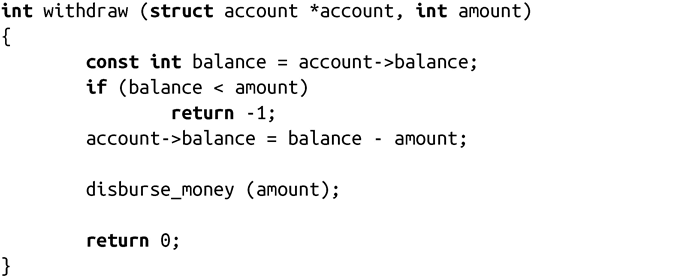 int withdraw (struct account *account, int amount)
{
        const int balance = account->balance;
        if (balance < amount)
                return -1;
        account->balance = balance - amount;

        disburse_money (amount);

        return 0;
}